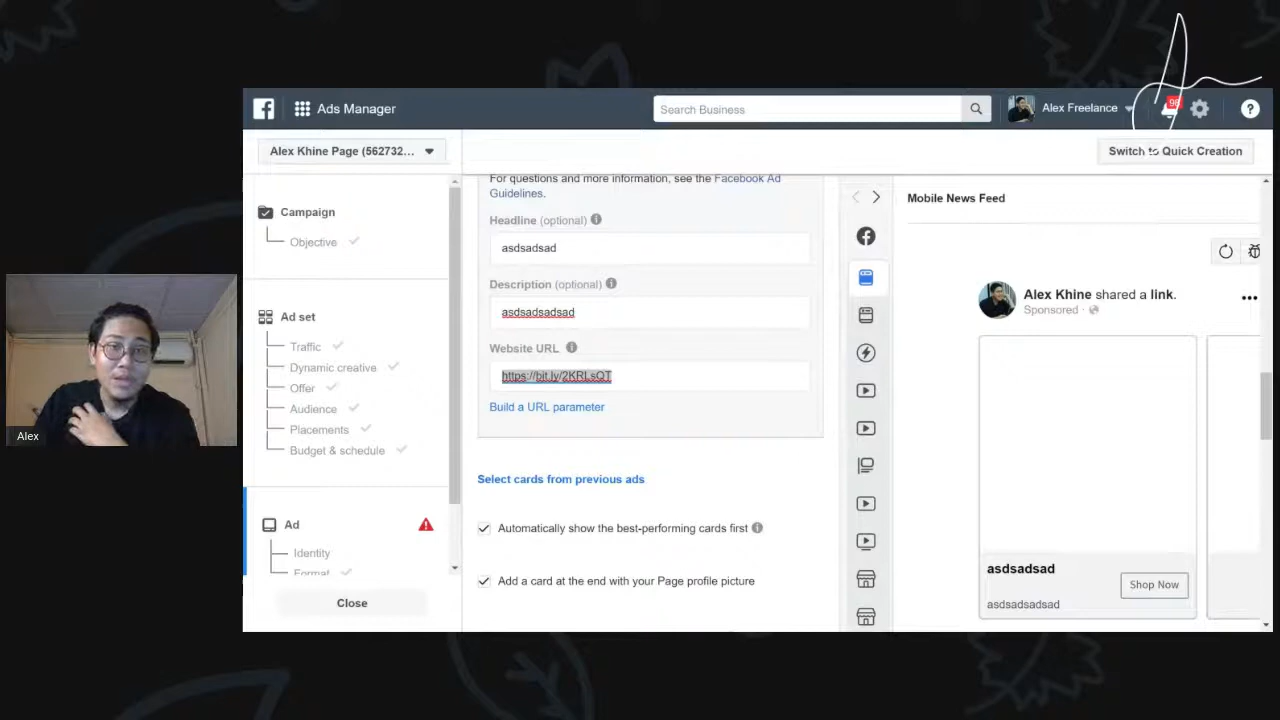 Ads Manager
Search Business
Alex Freelance
96
Alex Khine Page (562732...
Switch to Quick Creation
Campaign
Objective
Ad set
Traffic
Dynamic creative
Offer
Audience
Placements
Budget & schedule
Ad
Identity
Format
Close
For questions and more information, see the Facebook Ad
Guidelines.
Headline (optional)
asdsadsad
Description (optional)
asdsadsadsad
Website URL
https://bit.ly/2KRLsQT
Build a URL parameter
Select cards from previous ads
Automatically show the best-performing cards first
Add a card at the end with your Page profile picture
Mobile News Feed
Alex Khine shared a link.
Sponsored
asdsadsad
Shop Now
asdsadsadsad
Alex